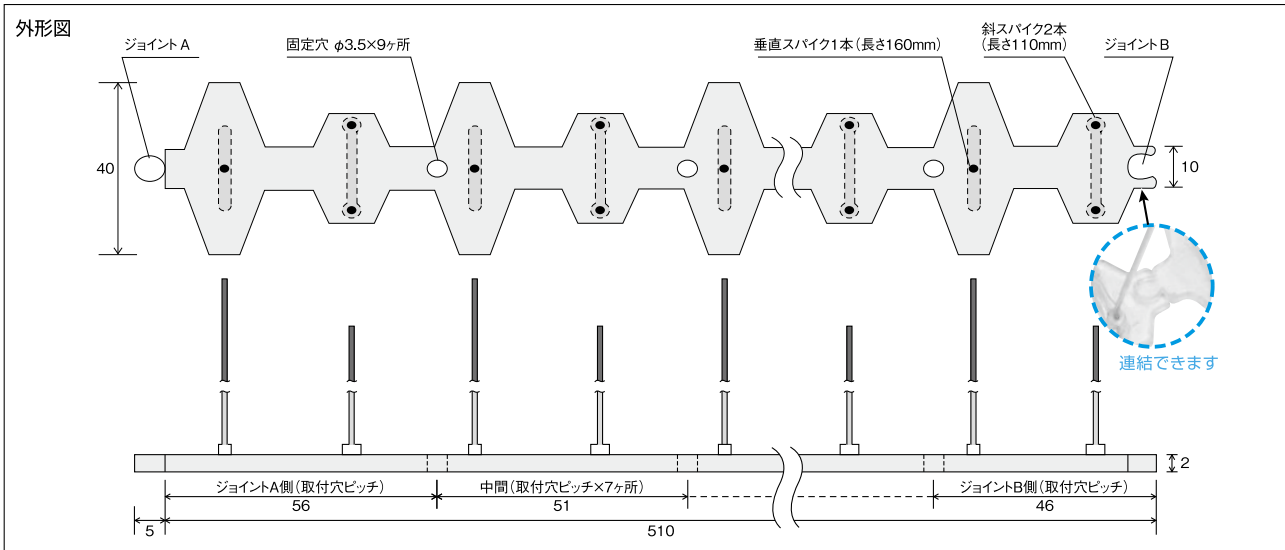 外形図
ジョイントA
固定穴 φ3.5×9ヶ所
垂直スパイク1本(長さ160mm)
斜スパイク2本
(長さ110mm)
ジョイントB
40
10
連結できます
2
ジョイントA側(取付穴ピッチ)
中間(取付穴ピッチ×7ヶ所)
ジョイントB側(取付穴ピッチ)
56
51
46
5
510